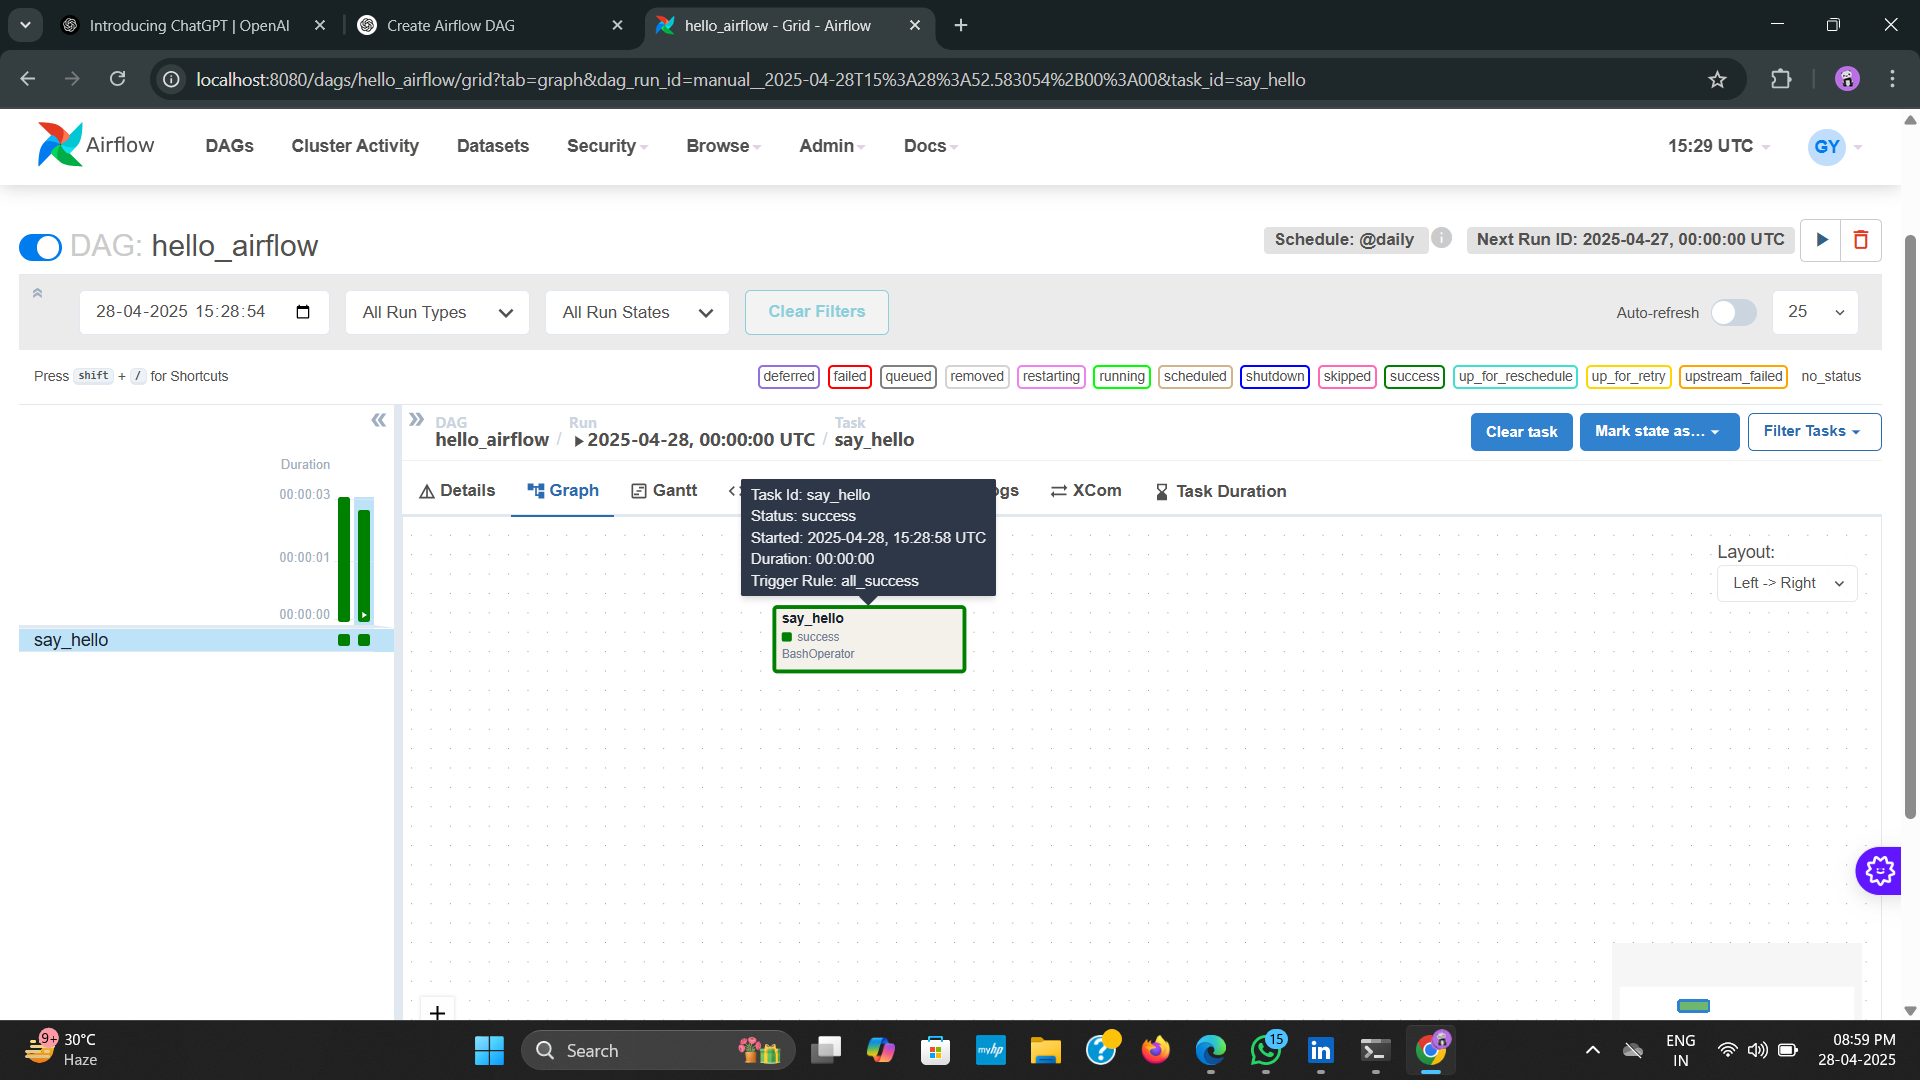 Introducing ChatGPT | OpenAI
Create Airflow DAG
hello_airflow - Grid - Airflow
localhost:8080/dags/hello_airflow/grid?tab=graph&dag_run_id=manual__2025-04-28T15%3A28%3A52.583054%2B00%3A00&task_id=say_hello
Airflow
DAGs
Cluster Activity
Datasets
Security
Browse
Admin
Docs
15:29 UTC
GY
DAG: hello_airflow
Schedule: @daily
i
Next Run ID: 2025-04-27, 00:00:00 UTC
28-04-2025 15:28:54
All Run Types
All Run States
Clear Filters
Auto-refresh
25
Press shift + / for Shortcuts
deferred
failed
queued
removed
restarting
running
scheduled
shutdown
skipped
success
up_for_reschedule
up_for_retry
upstream_failed
no_status
DAG
hello_airflow
/
Run
2025-04-28, 00:00:00 UTC
/
Task
say_hello
Clear task
Mark state as...
Filter Tasks
Duration
00:00:03
00:00:01
00:00:00
say_hello
Details
Graph
Gantt
<
ogs
XCom
Task Duration
Task Id: say_hello
Status: success
Started: 2025-04-28, 15:28:58 UTC
Duration: 00:00:00
Trigger Rule: all_success
say_hello
success
BashOperator
Layout:
Left -> Right
+
9+
30°C
Haze
Search
myhp
15
in
ENG
IN
08:59 PM
28-04-2025